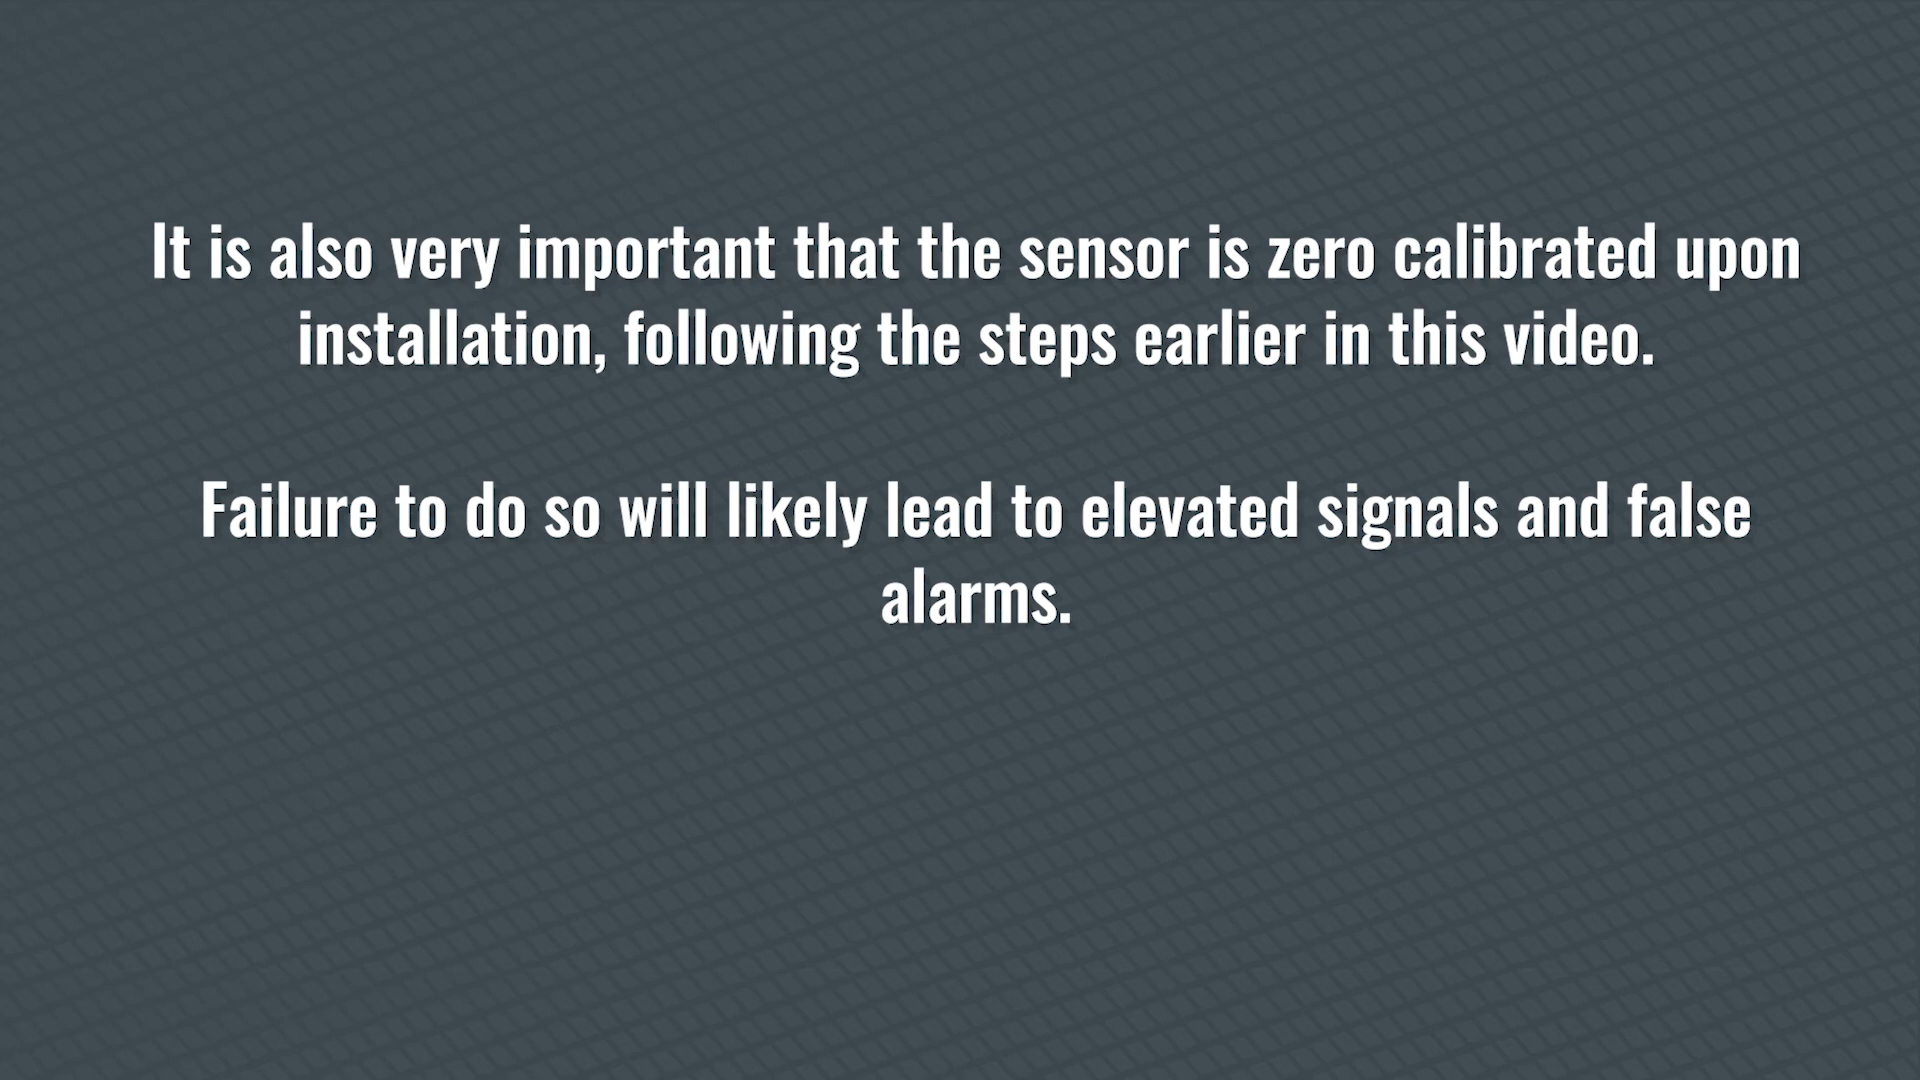 It is also very important that the sensor is zero calibrated upon
installation, following the steps earlier in this video.
Failure to do so will likely lead to elevated signals and false
alarms.